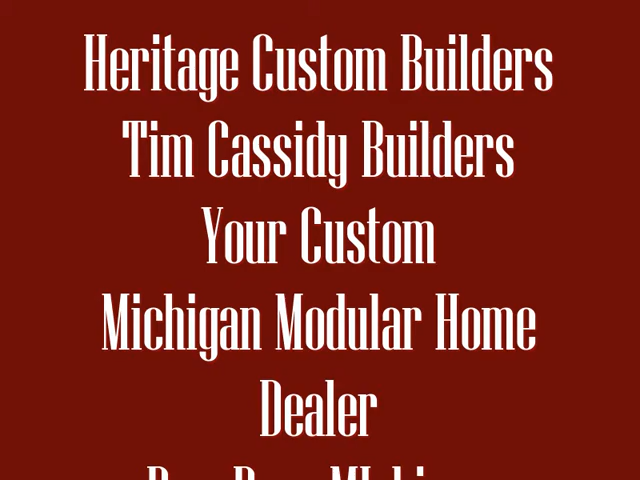 Heritage Custom Builders
Tim Cassidy Builders
Your Custom
Michigan Modular Home
Dealer